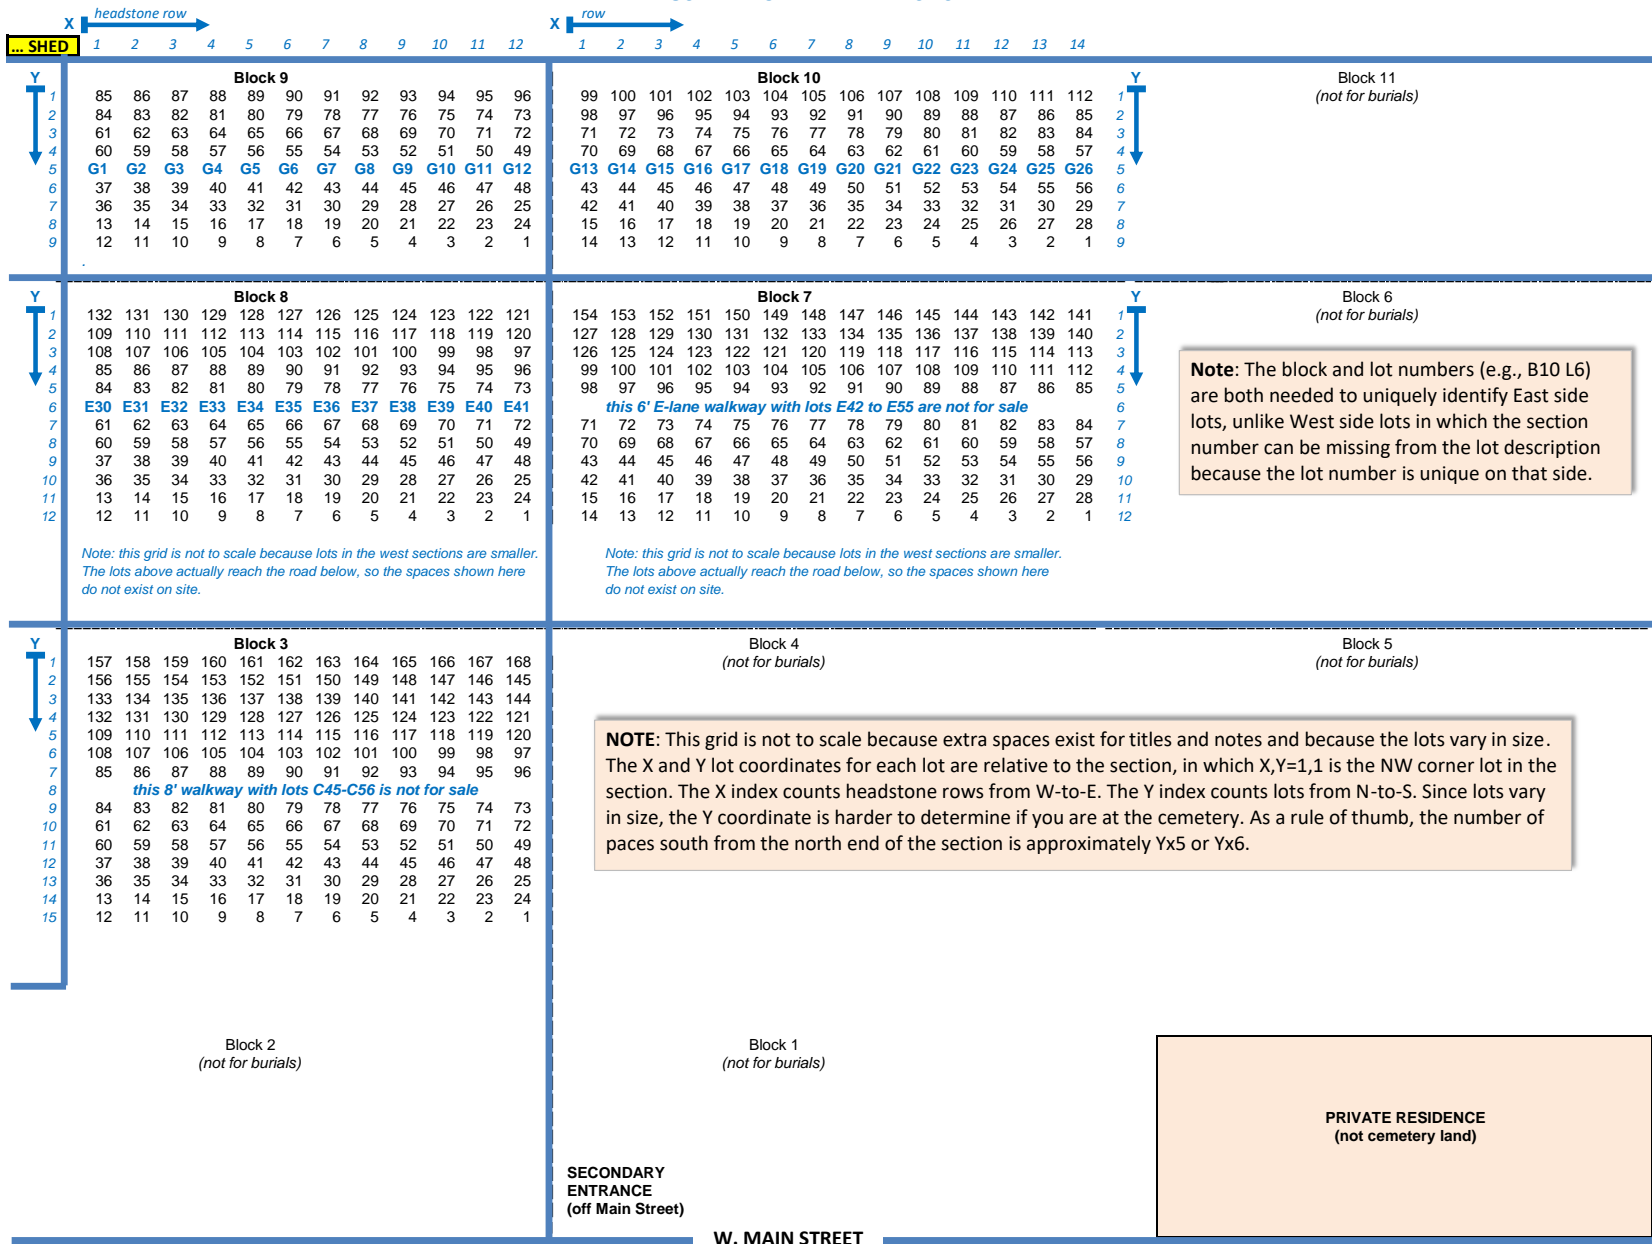 X headstone row X row
... SHED 1 2 3 4 5 6 7 8 9 10 11 12 1 2 3 4 5 6 7 8 9 10 11 12 13 14
Y Block 9 Block 10 Y Block 11
1 85 86 87 88 89 90 91 92 93 94 95 96 99 100 101 102 103 104 105 106 107 108 109 110 111 112 1 (not for burials)
2 84 83 82 81 80 79 78 77 76 75 74 73 98 97 96 95 94 93 92 91 90 89 88 87 86 85 2
3 61 62 63 64 65 66 67 68 69 70 71 72 71 72 73 74 75 76 77 78 79 80 81 82 83 84 3
4 60 59 58 57 56 55 54 53 52 51 50 49 70 69 68 67 66 65 64 63 62 61 60 59 58 57 4
5 G1 G2 G3 G4 G5 G6 G7 G8 G9 G10 G11 G12 G13 G14 G15 G16 G17 G18 G19 G20 G21 G22 G23 G24 G25 G26 5
6 37 38 39 40 41 42 43 44 45 46 47 48 43 44 45 46 47 48 49 50 51 52 53 54 55 56 6
7 36 35 34 33 32 31 30 29 28 27 26 25 42 41 40 39 38 37 36 35 34 33 32 31 30 29 7
8 13 14 15 16 17 18 19 20 21 22 23 24 15 16 17 18 19 20 21 22 23 24 25 26 27 28 8
9 12 11 10 9 8 7 6 5 4 3 2 1 14 13 12 11 10 9 8 7 6 5 4 3 2 1 9
.
Y Block 8 Block 7 Y Block 6
1 132 131 130 129 128 127 126 125 124 123 122 121 154 153 152 151 150 149 148 147 146 145 144 143 142 141 1 (not for burials)
2 109 110 111 112 113 114 115 116 117 118 119 120 127 128 129 130 131 132 133 134 135 136 137 138 139 140 2
3 108 107 106 105 104 103 102 101 100 99 98 97 126 125 124 123 122 121 120 119 118 117 116 115 114 113 3
4 85 86 87 88 89 90 91 92 93 94 95 96 99 100 101 102 103 104 105 106 107 108 109 110 111 112 4
5 84 83 82 81 80 79 78 77 76 75 74 73 98 97 96 95 94 93 92 91 90 89 88 87 86 85 5
6 E30 E31 E32 E33 E34 E35 E36 E37 E38 E39 E40 E41 this 6' E-lane walkway with lots E42 to E55 are not for sale 6
7 61 62 63 64 65 66 67 68 69 70 71 72 71 72 73 74 75 76 77 78 79 80 81 82 83 84 7
8 60 59 58 57 56 55 54 53 52 51 50 49 70 69 68 67 66 65 64 63 62 61 60 59 58 57 8
9 37 38 39 40 41 42 43 44 45 46 47 48 43 44 45 46 47 48 49 50 51 52 53 54 55 56 9
10 36 35 34 33 32 31 30 29 28 27 26 25 42 41 40 39 38 37 36 35 34 33 32 31 30 29 10
11 13 14 15 16 17 18 19 20 21 22 23 24 15 16 17 18 19 20 21 22 23 24 25 26 27 28 11
12 12 11 10 9 8 7 6 5 4 3 2 1 14 13 12 11 10 9 8 7 6 5 4 3 2 1 12
Note: The block and lot numbers (e.g., B10 L6)
are both needed to uniquely identify East side
lots, unlike West side lots in which the section
number can be missing from the lot description
because the lot number is unique on that side.
Note: this grid is not to scale because lots in the west sections are smaller.
The lots above actually reach the road below, so the spaces shown here
do not exist on site.
Note: this grid is not to scale because lots in the west sections are smaller.
The lots above actually reach the road below, so the spaces shown here
do not exist on site.
Y Block 3 Block 4 Block 5
1 157 158 159 160 161 162 163 164 165 166 167 168 (not for burials) (not for burials)
2 156 155 154 153 152 151 150 149 148 147 146 145
3 133 134 135 136 137 138 139 140 141 142 143 144
4 132 131 130 129 128 127 126 125 124 123 122 121
5 109 110 111 112 113 114 115 116 117 118 119 120
6 108 107 106 105 104 103 102 101 100 99 98 97
7 85 86 87 88 89 90 91 92 93 94 95 96
8 this 8' walkway with lots C45-C56 is not for sale
9 84 83 82 81 80 79 78 77 76 75 74 73
10 61 62 63 64 65 66 67 68 69 70 71 72
11 60 59 58 57 56 55 54 53 52 51 50 49
12 37 38 39 40 41 42 43 44 45 46 47 48
13 36 35 34 33 32 31 30 29 28 27 26 25
14 13 14 15 16 17 18 19 20 21 22 23 24
15 12 11 10 9 8 7 6 5 4 3 2 1
NOTE: This grid is not to scale because extra spaces exist for titles and notes and because the lots vary in size.
The X and Y lot coordinates for each lot are relative to the section, in which X,Y=1,1 is the NW corner lot in the
section. The X index counts headstone rows from W-to-E. The Y index counts lots from N-to-S. Since lots vary
in size, the Y coordinate is harder to determine if you are at the cemetery. As a rule of thumb, the number of
paces south from the north end of the section is approximately Yx5 or Yx6.
Block 2 Block 1
(not for burials) (not for burials)
PRIVATE RESIDENCE
(not cemetery land)
SECONDARY
ENTRANCE
(off Main Street)
W. MAIN STREET